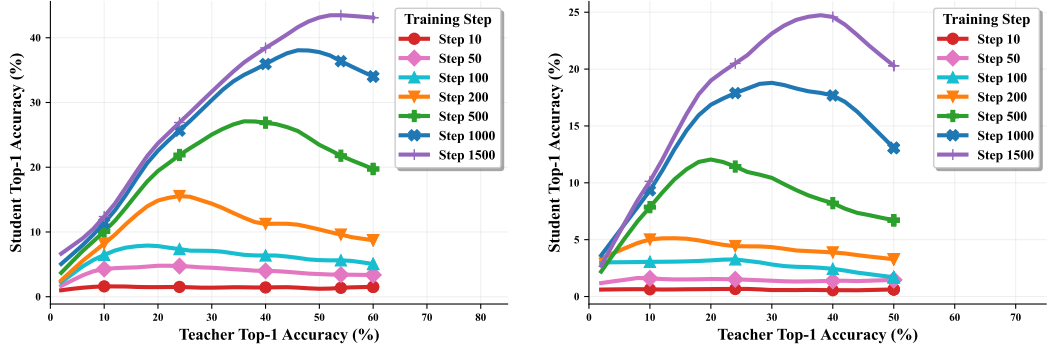 Student Top-1 Accuracy (%)
40
30
20
10
0
0
10
20
30
40
50
60
70
80
Teacher Top-1 Accuracy (%)
Training Step
Step 10
Step 50
Step 100
Step 200
Step 500
Step 1000
Step 1500
Student Top-1 Accuracy (%)
25
20
15
10
5
0
0
10
20
30
40
50
60
70
Teacher Top-1 Accuracy (%)
Training Step
Step 10
Step 50
Step 100
Step 200
Step 500
Step 1000
Step 1500